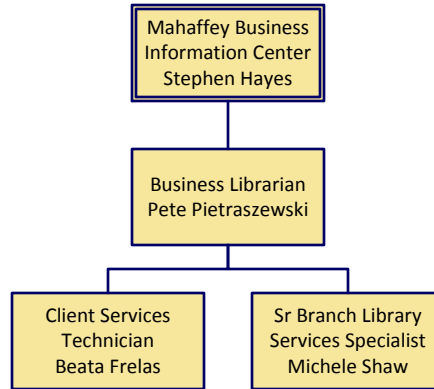 Mahaffey Business
Information Center
Stephen Hayes
Business Librarian
Pete Pietraszewski
Client Services
Technician
Beata Frelas
Sr Branch Library
Services Specialist
Michele Shaw